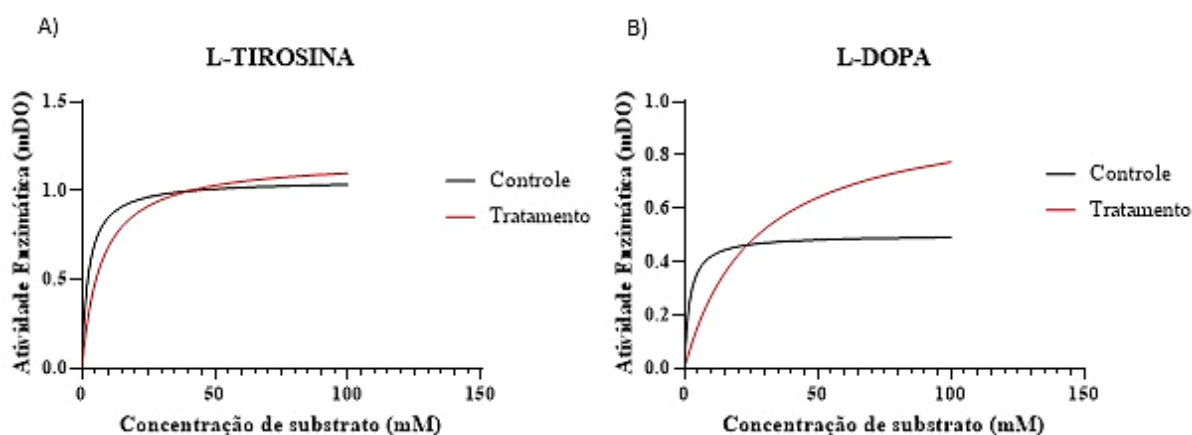 A)
L-TIROSINA
Atividade Enzimática (mDO)
1.5
1.0
0.5
0.0
0
50
100
150
Concentração de substrato (mM)
Controle
Tratamento
B)
L-DOPA
Atividade Enzimática (mDO)
1.0
0.8
0.6
0.4
0.2
0.0
0
50
100
150
Concentração de substrato (mM)
Controle
Tratamento